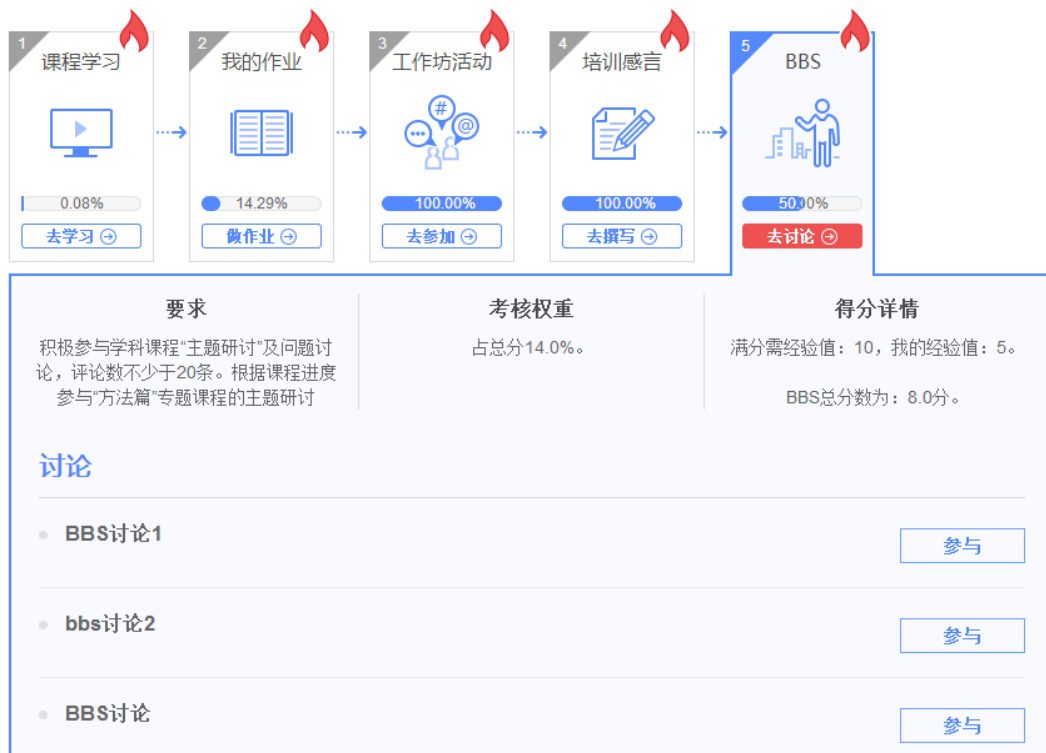 1
课程学习
0.08%
去学习
2
我的作业
14.29%
做作业
3
工作坊活动
#
@
100.00%
去参加
4
培训感言
100.00%
去撰写
5
BBS
50.00%
去讨论
要求
积极参与学科课程“主题研讨”及问题讨
论，评论数不少于20条。根据课程进度
参与“方法篇”专题课程的主题研讨
考核权重
占总分14.0%。
得分详情
满分需经验值：10，我的经验值：5。
BBS总分数为：8.0分。
讨论
BBS讨论1
参与
bbs讨论2
参与
BBS讨论
参与